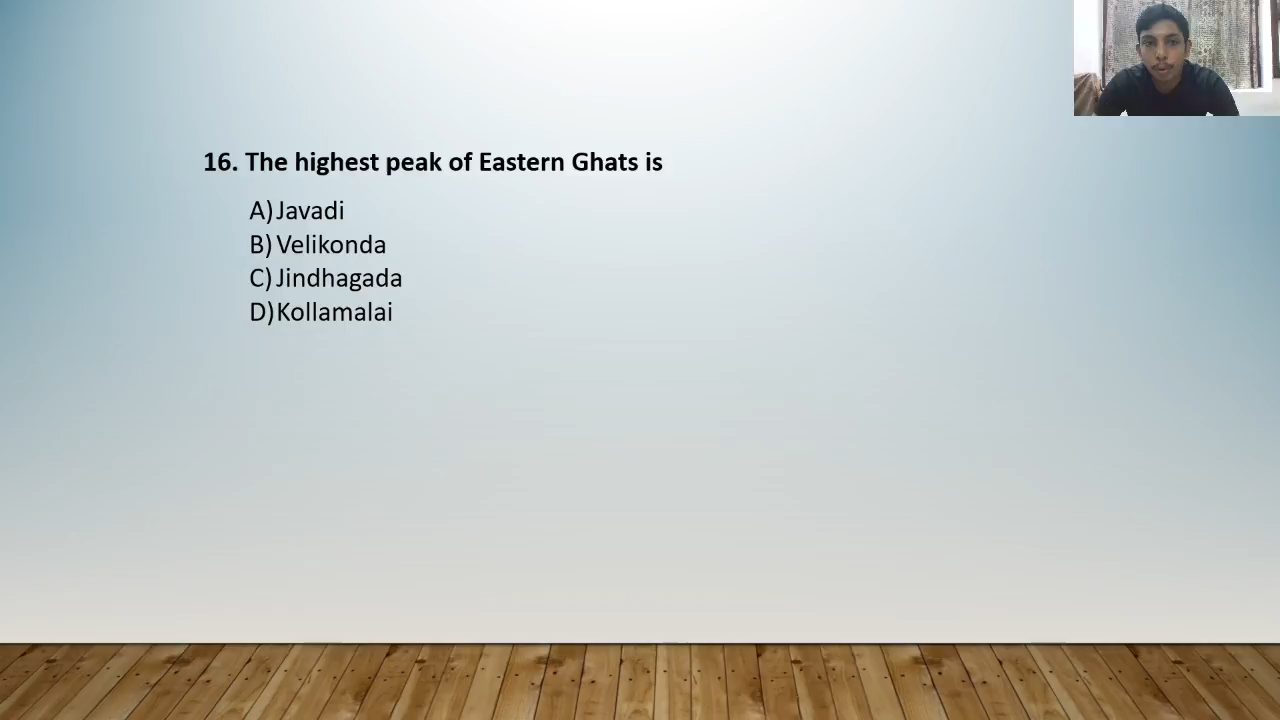 16. The highest peak of Eastern Ghats is
A) Javadi
B) Velikonda
C) Jindhagada
D) Kollamalai